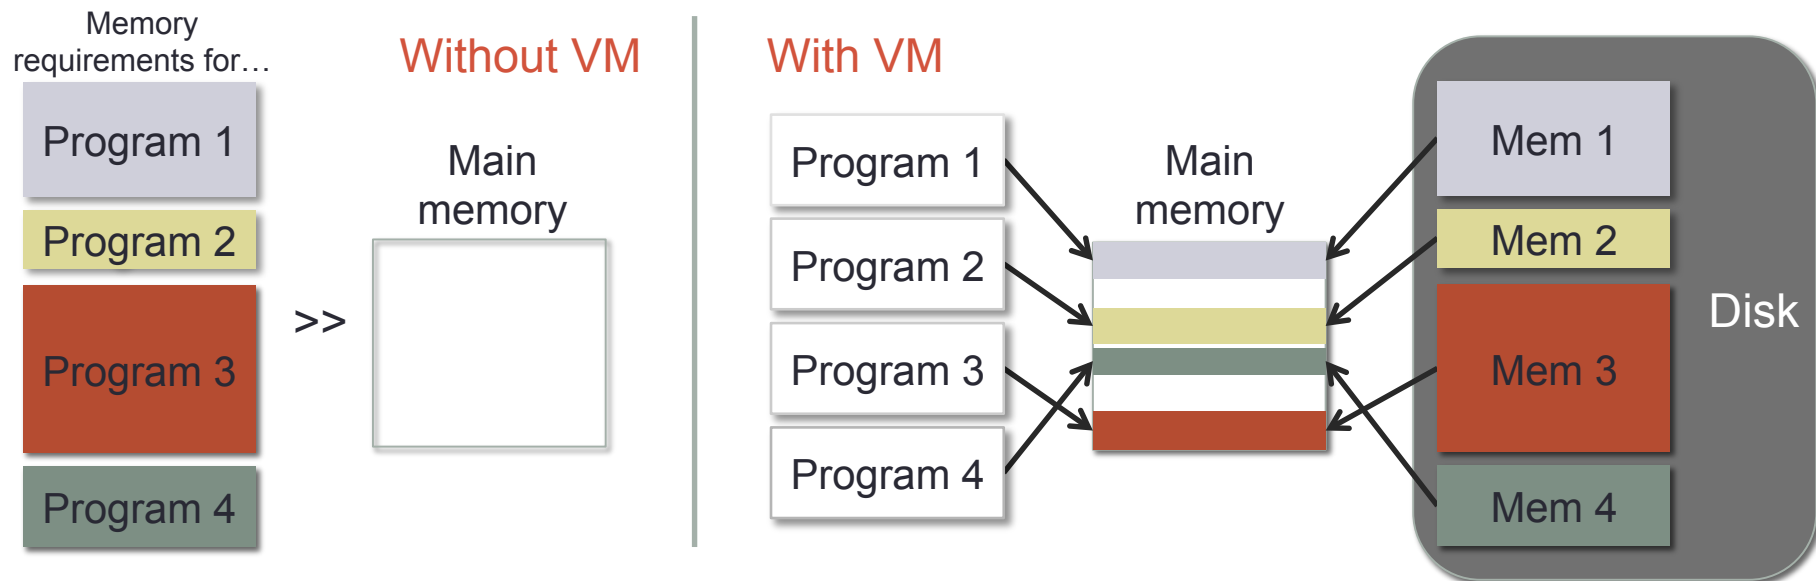 Memory
requirements for…
Program 1
Program 2
Program 3
Program 4
>>
Without VM
Main
memory
With VM
Program 1
Program 2
Program 3
Program 4
Main
memory
Mem 1
Mem 2
Mem 3
Mem 4
Disk